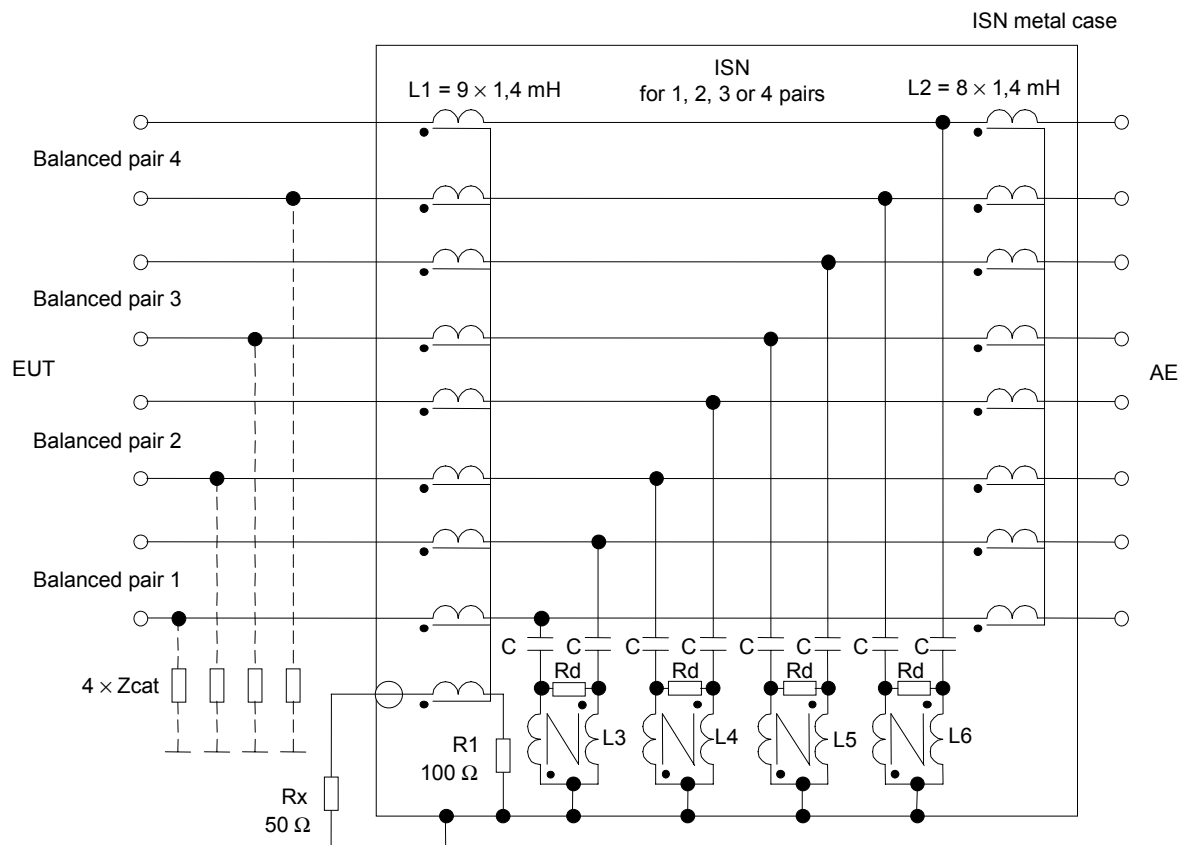 ISN metal case
ISN
for 1, 2, 3 or 4 pairs
L1 = 9 × 1,4 mH
L2 = 8 × 1,4 mH
Balanced pair 4
Balanced pair 3
EUT
AE
Balanced pair 2
Balanced pair 1
C C C C C C C C
Rd Rd Rd Rd
4 × Zcat
L3 L4 L5 L6
R1
100 Ω
Rx
50 Ω